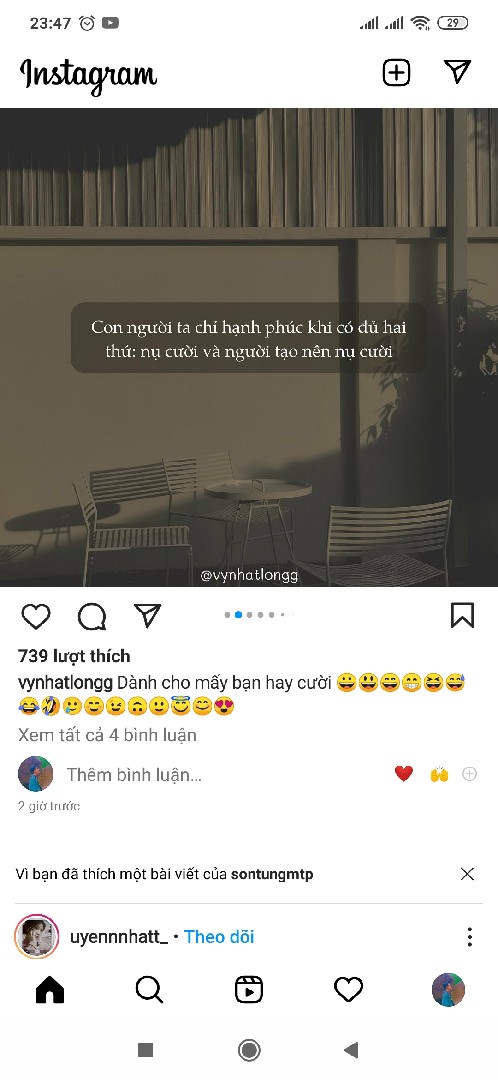 23:47
29
Instagram
Con người ta chỉ hạnh phúc khi có đủ hai
thứ: nụ cười và người tạo nên nụ cười
@vynhatlongg
739 lượt thích
vynhatlongg Dành cho mấy bạn hay cười 😀😃😄😁😆😅
😂🤣🥲😄😉🙃🙂😇😊😍
Xem tất cả 4 bình luận
Thêm bình luận...
2 giờ trước
Vì bạn đã thích một bài viết của sontungmtp
uyennnhatt_ • Theo dõi